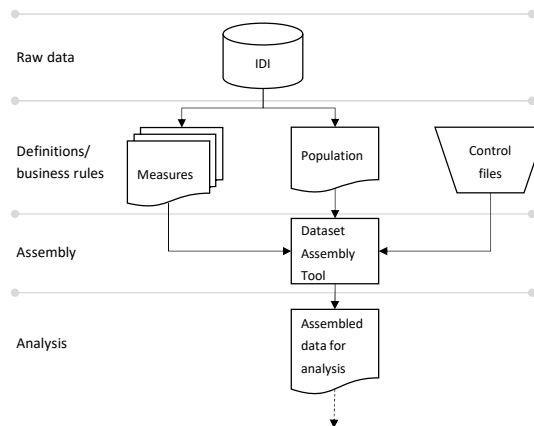 Raw data
IDI
Definitions/
business rules
Measures
Population
Control
files
Assembly
Dataset
Assembly
Tool
Analysis
Assembled
data for
analysis